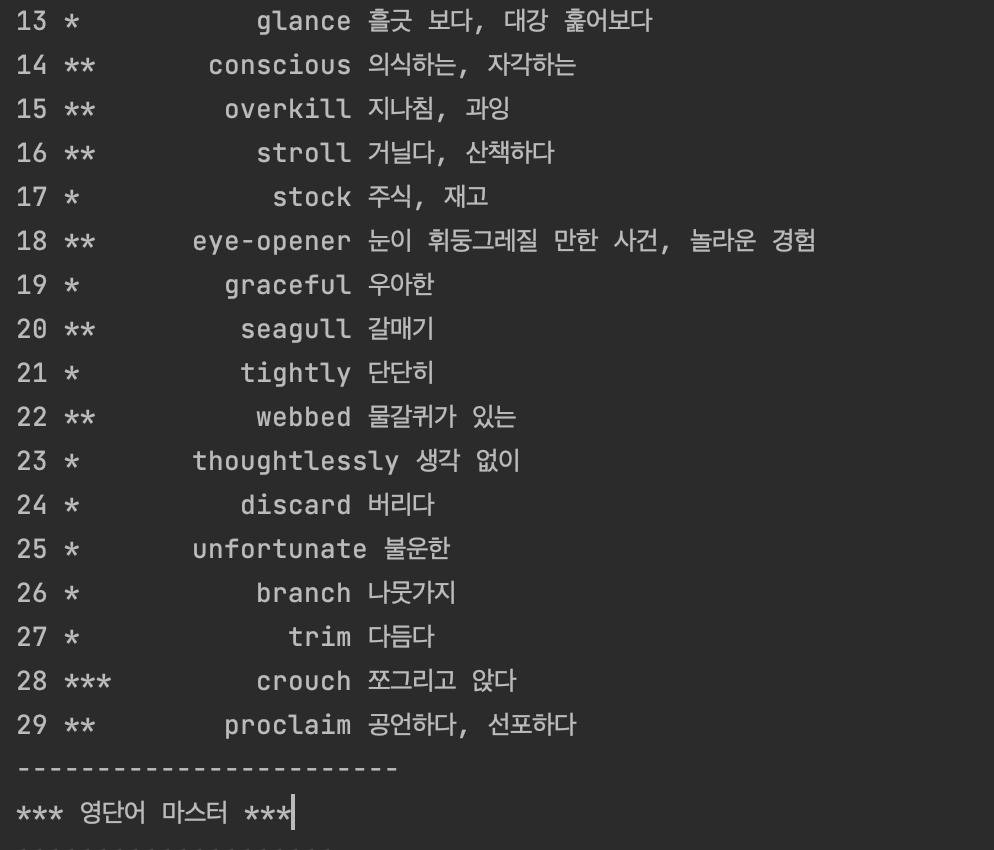 13 * glance 흘긋 보다, 대강 훑어보다
14 ** conscious 의식하는, 자각하는
15 ** overkill 지나침, 과잉
16 ** stroll 거닐다, 산책하다
17 * stock 주식, 재고
18 ** eye-opener 눈이 휘둥그레질 만한 사건, 놀라운 경험
19 * graceful 우아한
20 ** seagull 갈매기
21 * tightly 단단히
22 ** webbed 물갈퀴가 있는
23 * thoughtlessly 생각 없이
24 * discard 버리다
25 * unfortunate 불운한
26 * branch 나뭇가지
27 * trim 다듬다
28 *** crouch 쪼그리고 앉다
29 ** proclaim 공언하다, 선포하다
------------------------
*** 영단어 마스터 ***